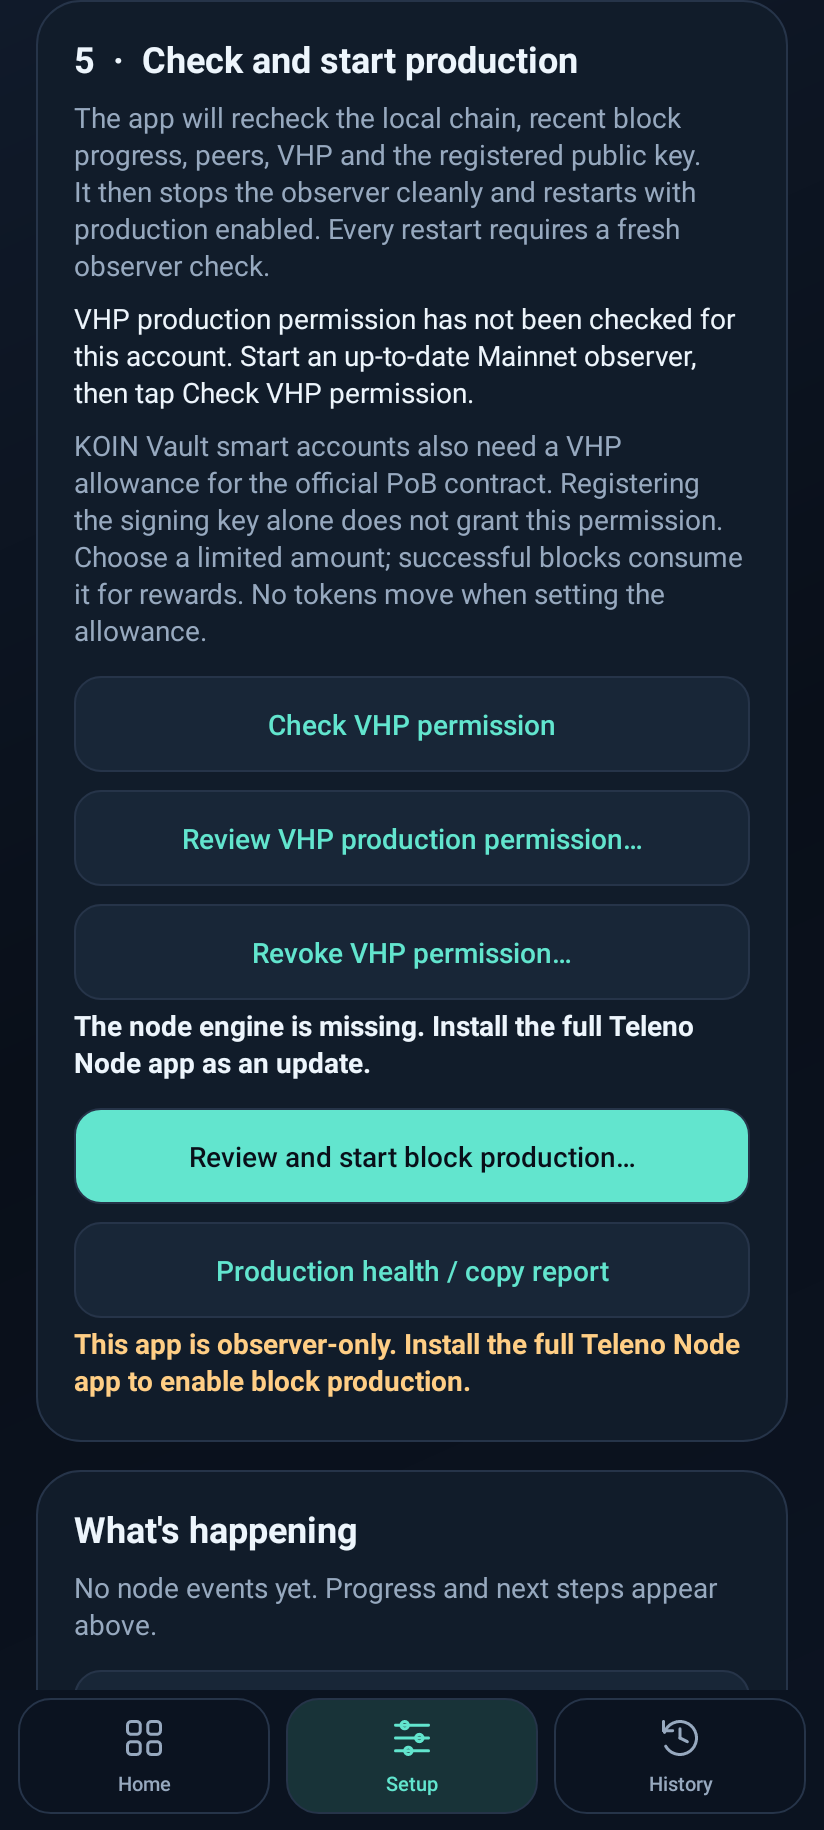 5 · Check and start production
The app will recheck the local chain, recent block
progress, peers, VHP and the registered public key.
It then stops the observer cleanly and restarts with
production enabled. Every restart requires a fresh
observer check.
VHP production permission has not been checked for
this account. Start an up-to-date Mainnet observer,
then tap Check VHP permission.
KOIN Vault smart accounts also need a VHP
allowance for the official PoB contract. Registering
the signing key alone does not grant this permission.
Choose a limited amount; successful blocks consume
it for rewards. No tokens move when setting the
allowance.
Check VHP permission
Review VHP production permission…
Revoke VHP permission…
The node engine is missing. Install the full Teleno
Node app as an update.
Review and start block production…
Production health / copy report
This app is observer-only. Install the full Teleno Node
app to enable block production.
What's happening
No node events yet. Progress and next steps appear
above.
Home
Setup
History